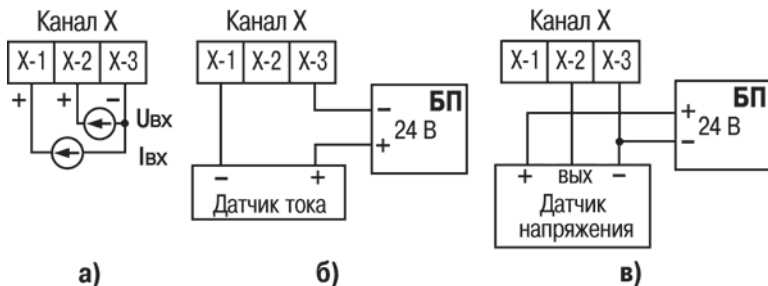 Канал X
X-1 X-2 X-3
+ + −
Uвх
Iвх
а)
Канал X
X-1 X-2 X-3
БП
−
24 В
+
− +
Датчик тока
б)
Канал X
X-1 X-2 X-3
БП
+
24 В
−
+ вых −
Датчик
напряжения
в)